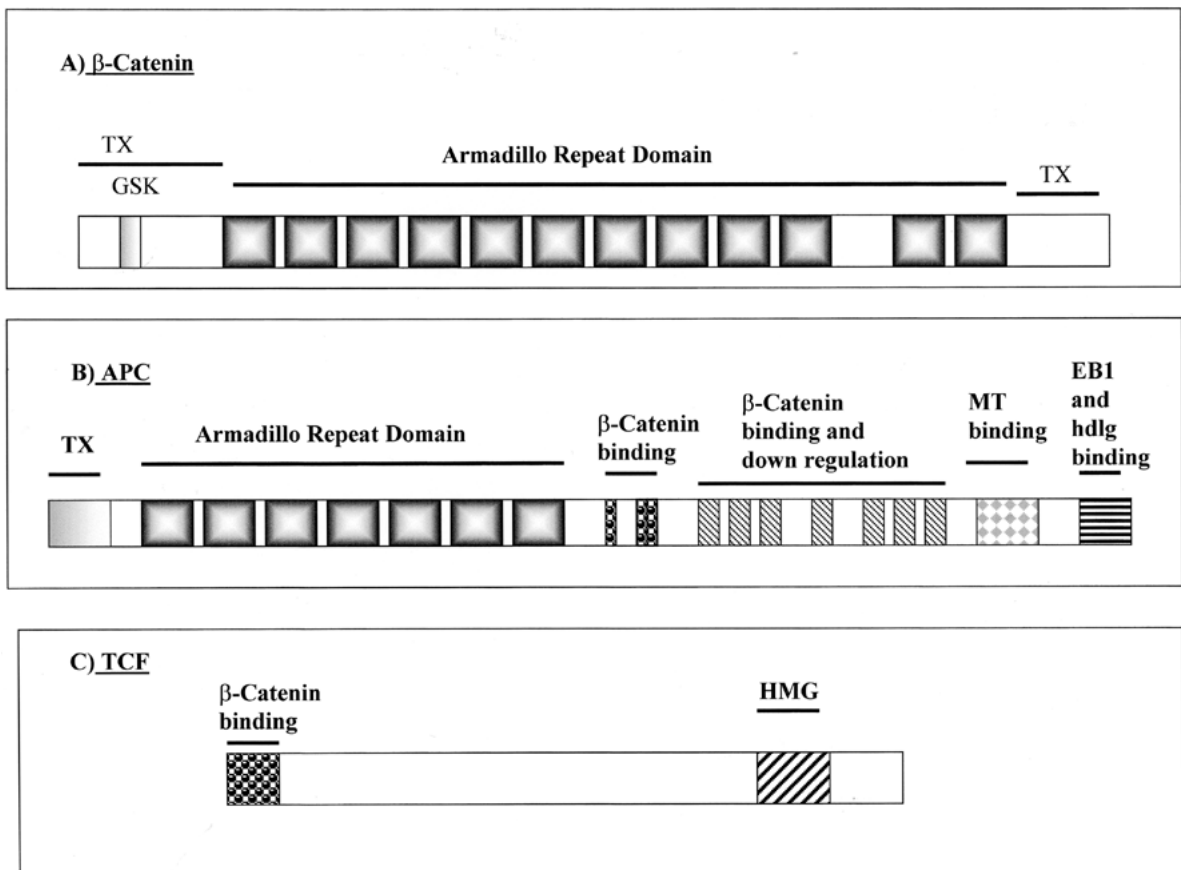 A) β-Catenin
TX
Armadillo Repeat Domain
TX
GSK
B) APC
TX
Armadillo Repeat Domain
β-Catenin
binding
β-Catenin
binding and
down regulation
MT
binding
EB1
and
hdlg
binding
C) TCF
β-Catenin
binding
HMG